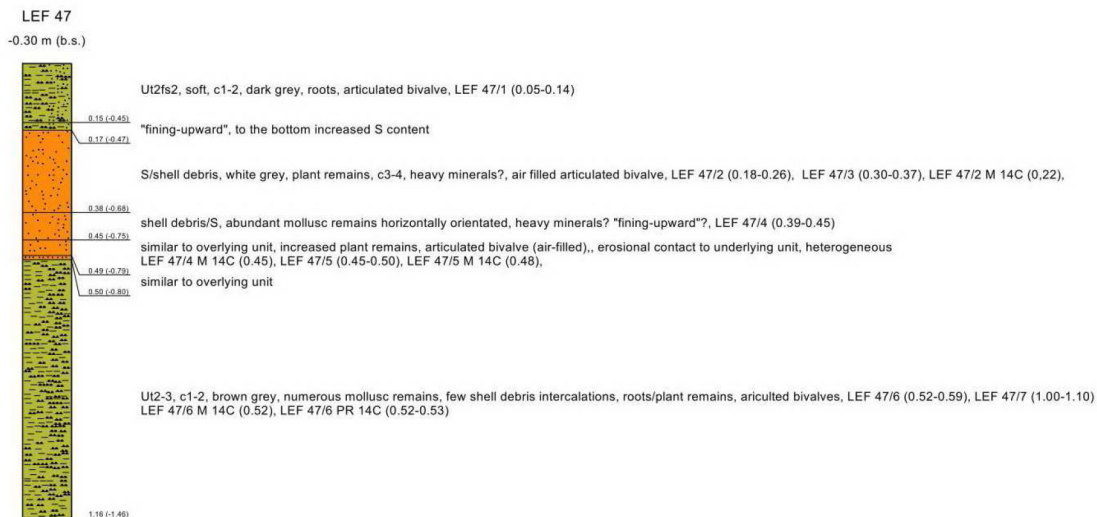 LEF 47
-0.30 m (b.s.)
Ut2fs2, soft, c1-2, dark grey, roots, articulated bivalve, LEF 47/1 (0.05-0.14)
0.15 (-0.45)
"fining-upward", to the bottom increased S content
0.17 (-0.47)
S/shell debris, white grey, plant remains, c3-4, heavy minerals?, air filled articulated bivalve, LEF 47/2 (0.18-0.26), LEF 47/3 (0.30-0.37), LEF 47/2 M 14C (0,22),
0.38 (-0.68)
shell debris/S, abundant mollusc remains horizontally orientated, heavy minerals? "fining-upward"?, LEF 47/4 (0.39-0.45)
0.45 (-0.75)
similar to overlying unit, increased plant remains, articulated bivalve (air-filled),, erosional contact to underlying unit, heterogeneous
LEF 47/4 M 14C (0.45), LEF 47/5 (0.45-0.50), LEF 47/5 M 14C (0.48),
0.49 (-0.79)
similar to overlying unit
0.50 (-0.80)
Ut2-3, c1-2, brown grey, numerous mollusc remains, few shell debris intercalations, roots/plant remains, ariculted bivalves, LEF 47/6 (0.52-0.59), LEF 47/7 (1.00-1.10)
LEF 47/6 M 14C (0.52), LEF 47/6 PR 14C (0.52-0.53)
1.16 (-1.46)